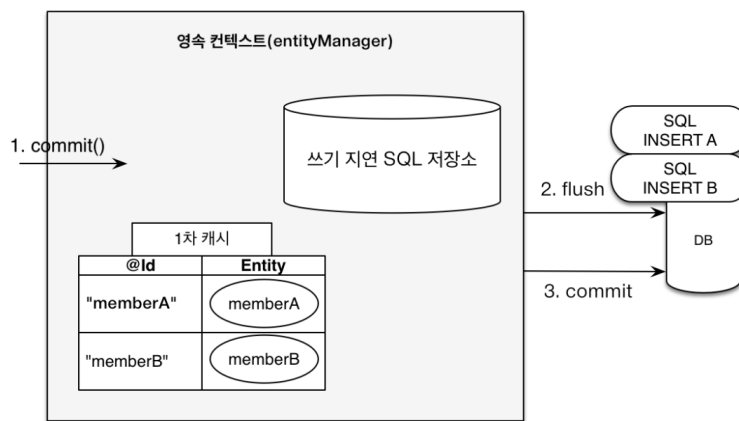 영속 컨텍스트(entityManager)
쓰기 지연 SQL 저장소
1. commit()
SQL
INSERT A
SQL
INSERT B
2. flush
DB
3. commit
1차 캐시
@Id Entity
"memberA" memberA
"memberB" memberB